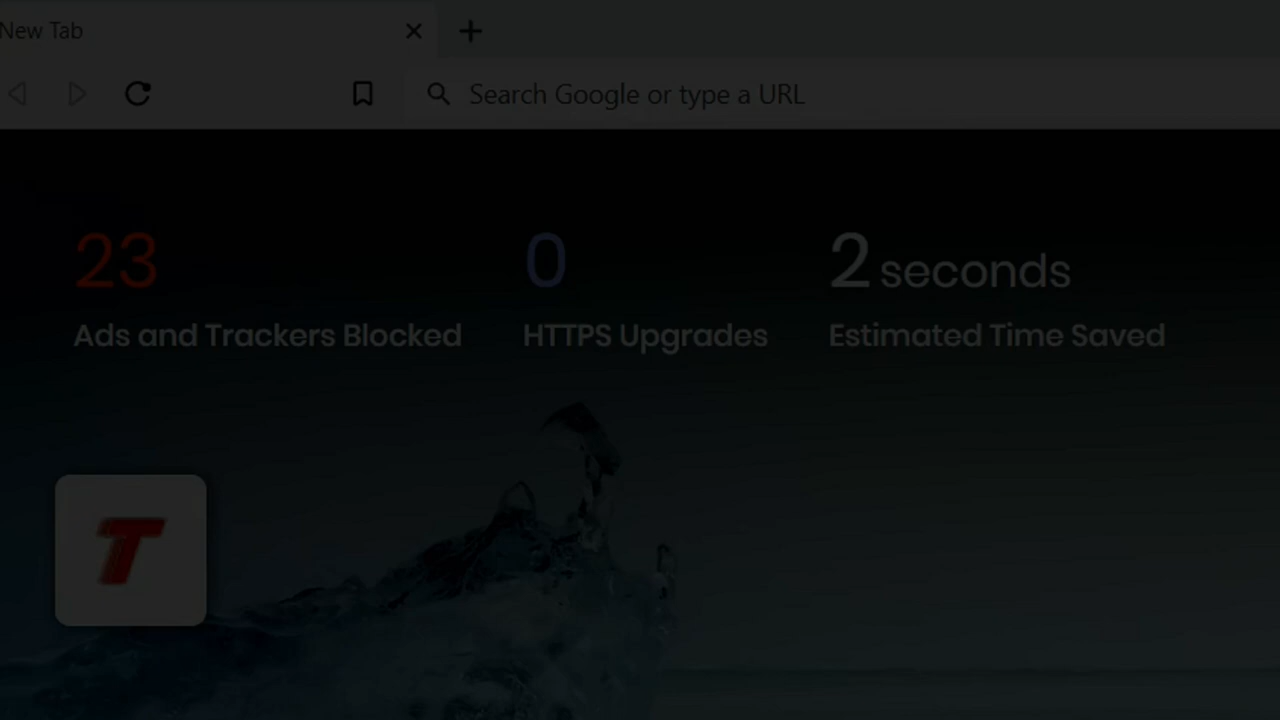 New Tab
Search Google or type a URL
23
0
2 seconds
Ads and Trackers Blocked
HTTPS Upgrades
Estimated Time Saved
T